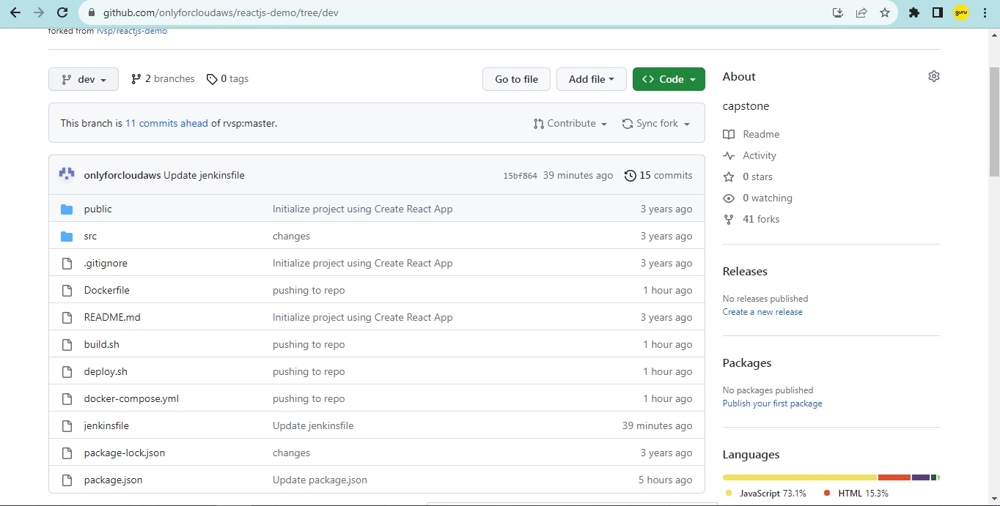 github.com/onlyforcloudaws/reactjs-demo/tree/dev
guru
forked from rvsp/reactjs-demo
dev 2 branches 0 tags Go to file Add file <> Code
This branch is 11 commits ahead of rvsp:master. Contribute Sync fork
onlyforcloudaws Update jenkinsfile 15bf864 39 minutes ago 15 commits
public Initialize project using Create React App 3 years ago
src changes 3 years ago
.gitignore Initialize project using Create React App 3 years ago
Dockerfile pushing to repo 1 hour ago
README.md Initialize project using Create React App 3 years ago
build.sh pushing to repo 1 hour ago
deploy.sh pushing to repo 1 hour ago
docker-compose.yml pushing to repo 1 hour ago
jenkinsfile Update jenkinsfile 39 minutes ago
package-lock.json changes 3 years ago
package.json Update package.json 5 hours ago
About
capstone
Readme
Activity
0 stars
0 watching
41 forks
Releases
No releases published
Create a new release
Packages
No packages published
Publish your first package
Languages
JavaScript 73.1% HTML 15.3%